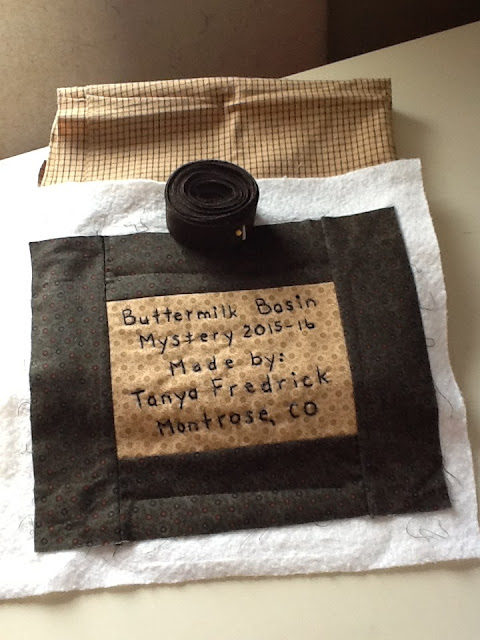 Buttermilk Basin
Mystery 2015-16
Made by:
Tanya Fredrick
Montrose, CO